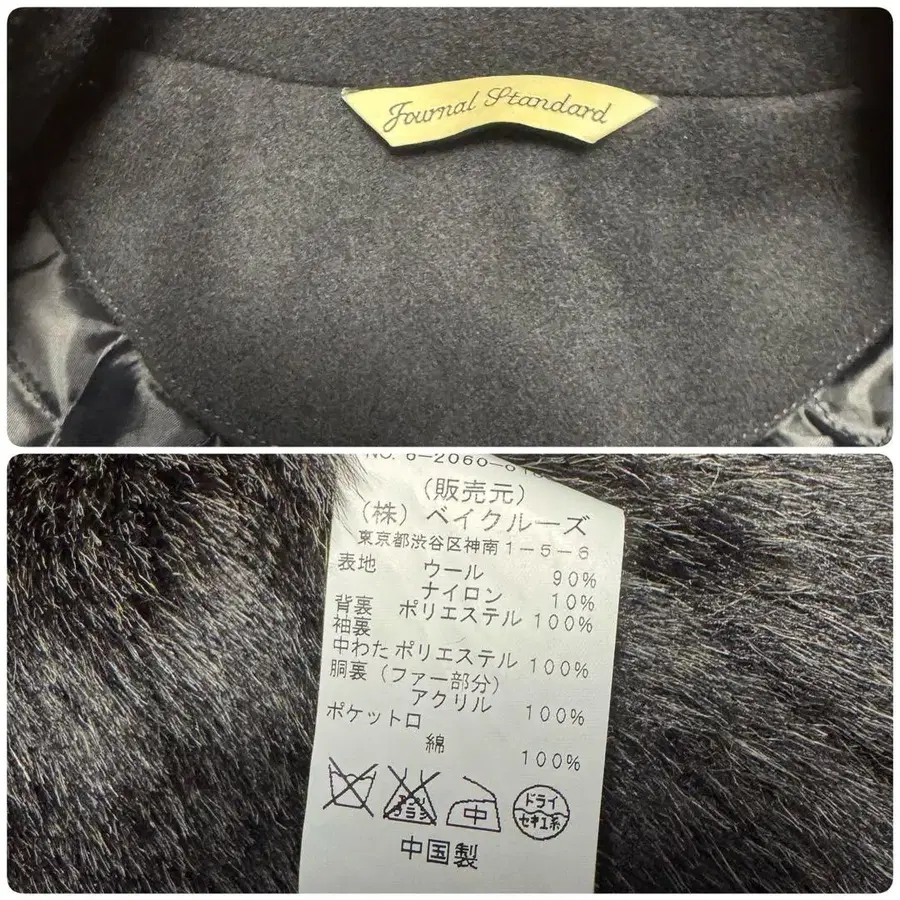 Journal Standard
(販売元)
(株) ベイクルーズ
東京都渋谷区神南1-5-6
表地 ウール 90%
ナイロン 10%
背裏 ポリエステル 100%
袖裏
中わた ポリエステル 100%
胴裏 (ファー部分)
アクリル 100%
ポケット口
綿 100%
中
ドライ
セキユ系
中国製